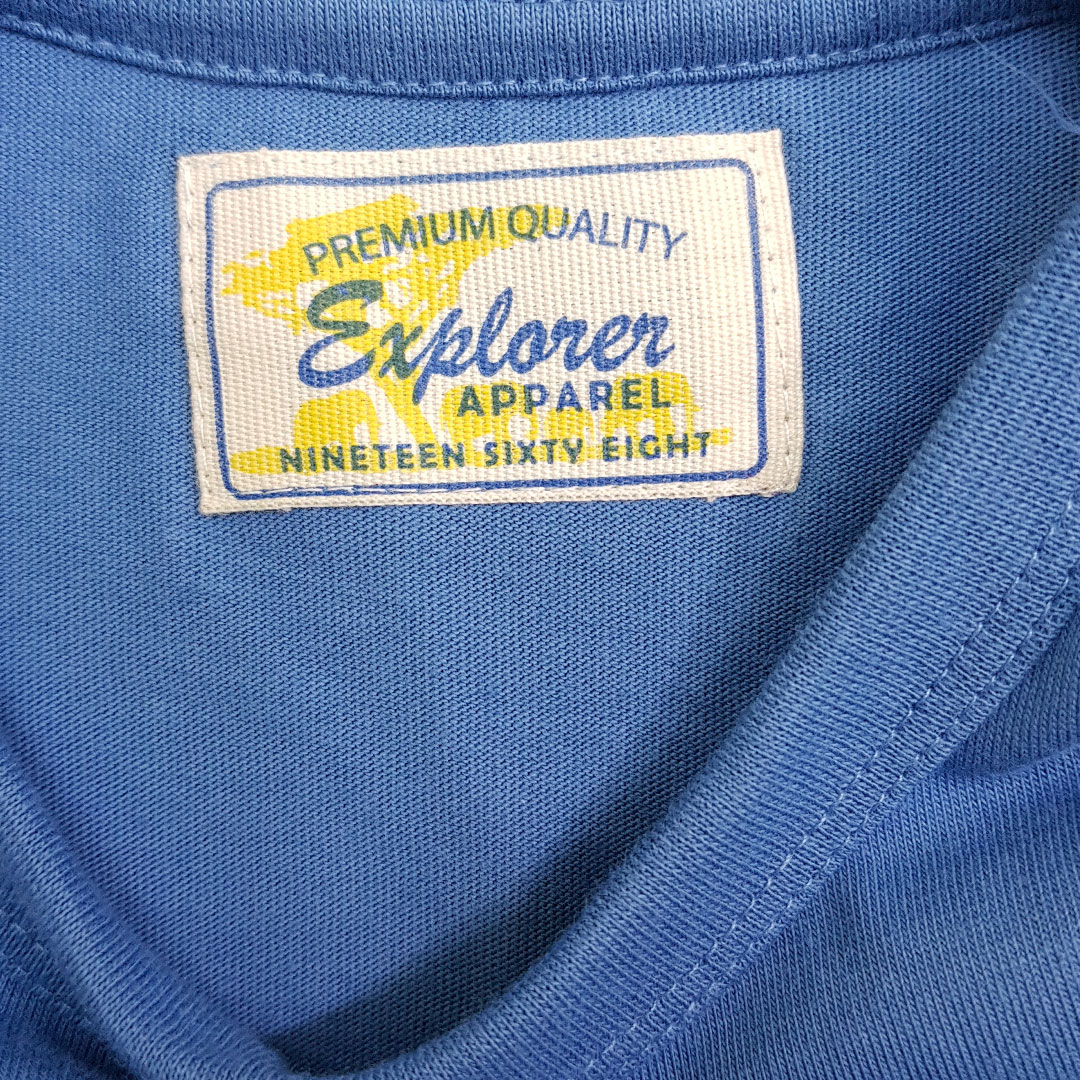 PREMIUM QUALITY
Explorer
APPAREL
NINETEEN SIXTY EIGHT